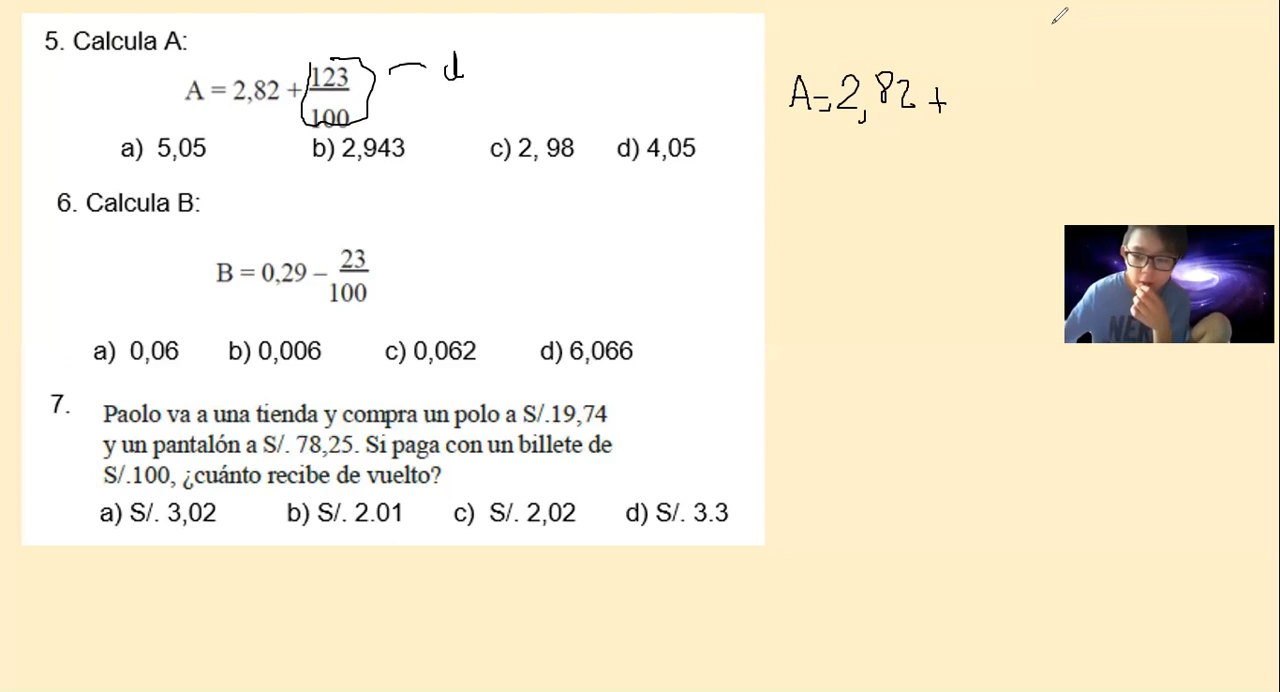 5. Calcula A:
A = 2,82 + 123/100 — d
a) 5,05 b) 2,943 c) 2, 98 d) 4,05
6. Calcula B:
B = 0,29 – 23/100
a) 0,06 b) 0,006 c) 0,062 d) 6,066
7. Paolo va a una tienda y compra un polo a S/.19,74
y un pantalón a S/. 78,25. Si paga con un billete de
S/.100, ¿cuánto recibe de vuelto?
a) S/. 3,02 b) S/. 2.01 c) S/. 2,02 d) S/. 3.3
A=2,82 +